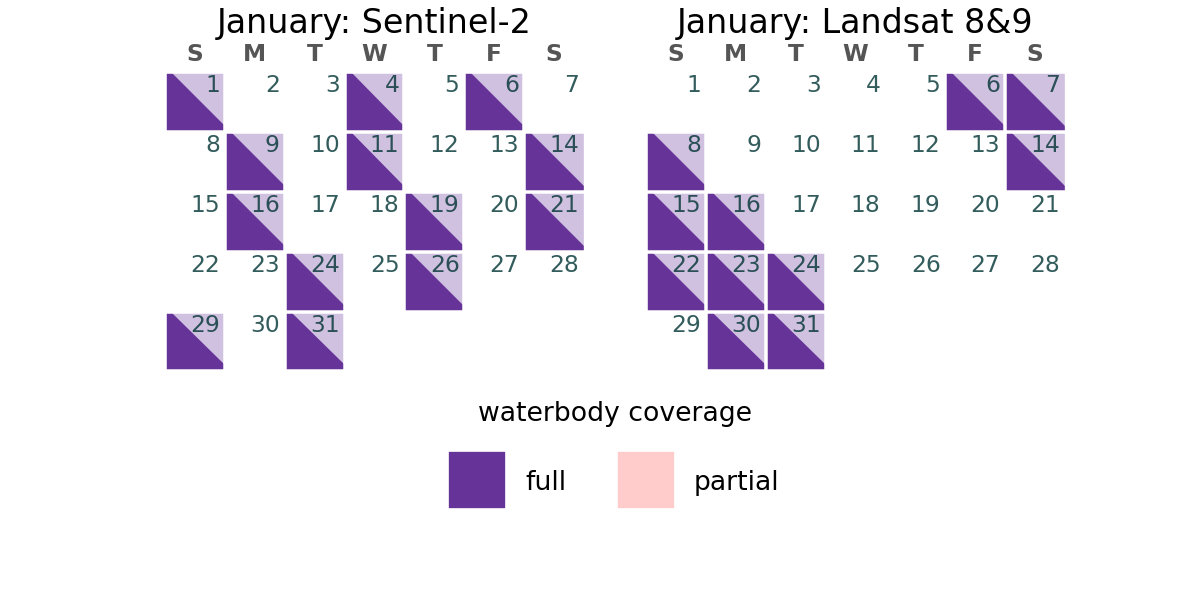 January: Sentinel-2
S M T W T F S
1 2 3 4 5 6 7
8 9 10 11 12 13 14
15 16 17 18 19 20 21
22 23 24 25 26 27 28
29 30 31
January: Landsat 8&9
S M T W T F S
1 2 3 4 5 6 7
8 9 10 11 12 13 14
15 16 17 18 19 20 21
22 23 24 25 26 27 28
29 30 31
waterbody coverage
full partial